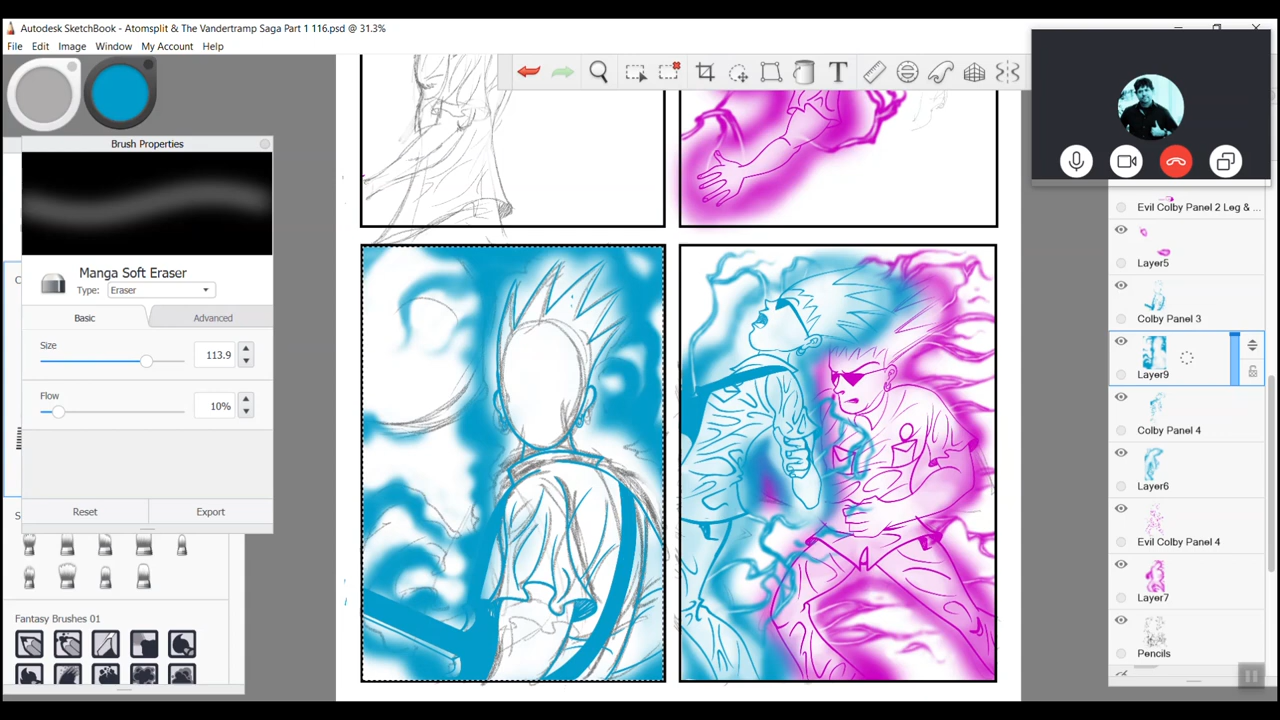 Autodesk SketchBook - Atomsplit & The Vandertramp Saga Part 1 116.psd @ 31.3%
File Edit Image Window My Account Help
Brush Properties
Manga Soft Eraser
Type: Eraser
Basic Advanced
Size
113.9
Flow
10%
Reset Export
Fantasy Brushes 01
Evil Colby Panel 2 Leg & ...
Layer5
Colby Panel 3
Layer9
Colby Panel 4
Layer6
Evil Colby Panel 4
Layer7
Pencils